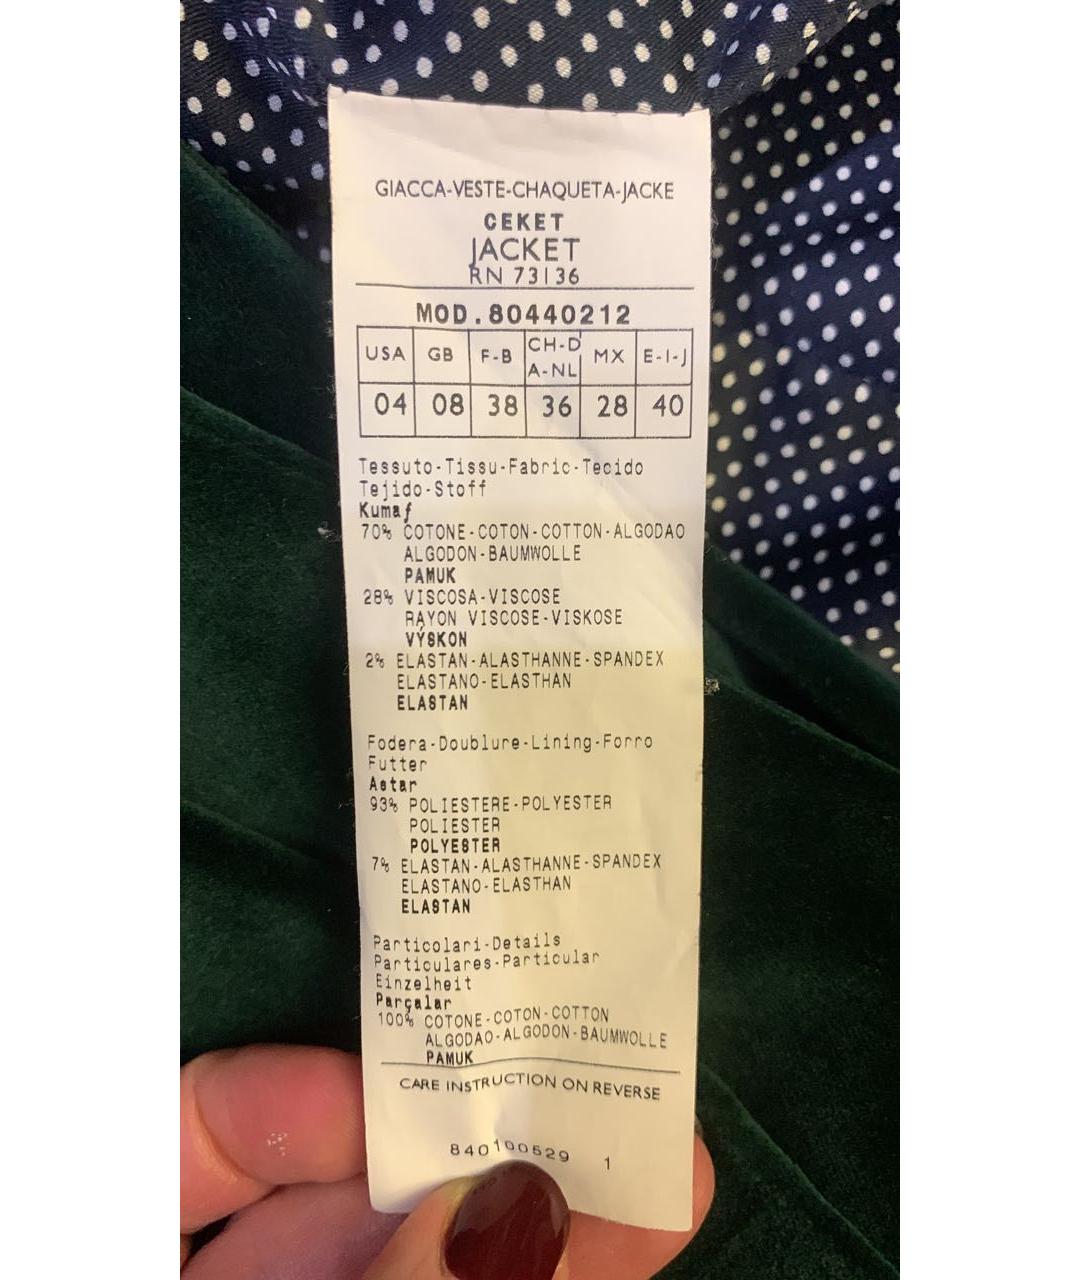 GIACCA-VESTE-CHAQUETA-JACKE
CEKET
JACKET
RN 73136
MOD.80440212
USA GB F-B CH-D A-NL MX E-I-J
04 08 38 36 28 40
Tessuto-Tissu-Fabric-Tecido
Tejido-Stoff
Kumaƒ
70% COTONE-COTON-COTTON-ALGODAO
ALGODON-BAUMWOLLE
PAMUK
28% VISCOSA-VISCOSE
RAYON VISCOSE-VISKOSE
VÝSKON
2% ELASTAN-ALASTHANNE-SPANDEX
ELASTANO-ELASTHAN
ELASTAN
Fodera-Doublure-Lining-Forro
Futter
Astar
93% POLIESTERE-POLYESTER
POLIESTER
POLYESTER
7% ELASTAN-ALASTHANNE-SPANDEX
ELASTANO-ELASTHAN
ELASTAN
Particolari-Details
Particulares-Particular
Einzelheit
Parçalar
100% COTONE-COTON-COTTON
ALGODAO-ALGODON-BAUMWOLLE
PAMUK
CARE INSTRUCTION ON REVERSE
840100529 1